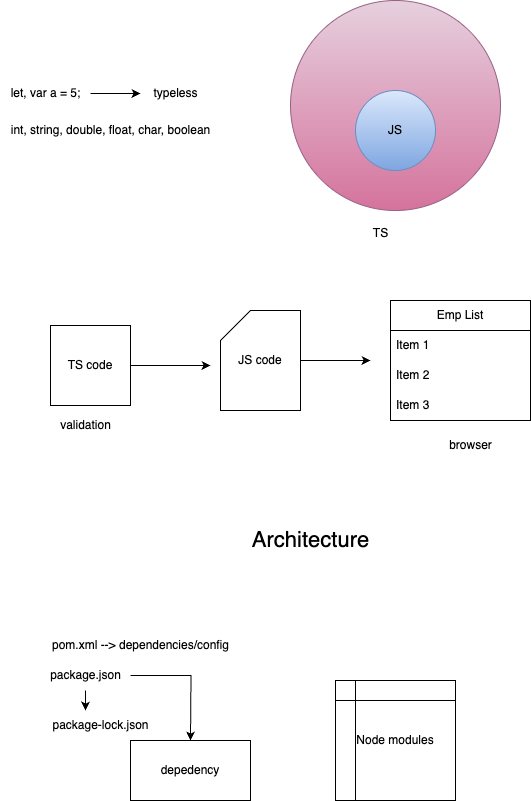 let, var a = 5;
typeless
int, string, double, float, char, boolean
JS
TS
TS code
validation
JS code
Emp List
Item 1
Item 2
Item 3
browser
Architecture
pom.xml --> dependencies/config
package.json
package-lock.json
depedency
Node modules